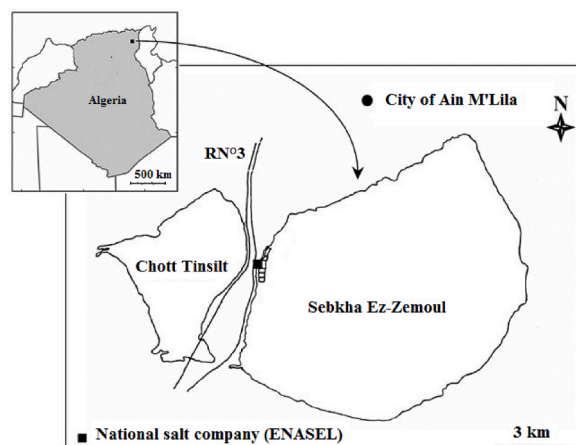 Algeria
500 km
City of Ain M'Lila
N
RN°3
Chott Tinsilt
Sebkha Ez-Zemoul
National salt company (ENASEL)
3 km